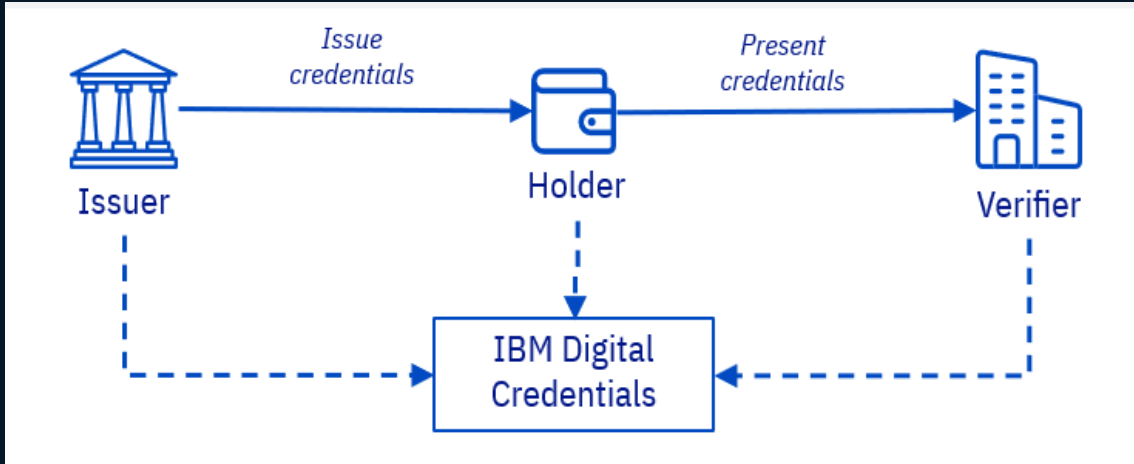 Issue
credentials
Present
credentials
Issuer
Holder
Verifier
IBM Digital
Credentials